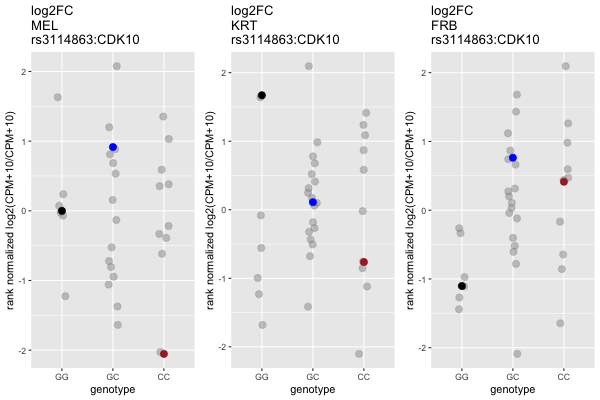 log2FC
MEL
rs3114863:CDK10
rank normalized log2(CPM+10/CPM+10)
2
1
0
-1
-2
GG
GC
CC
genotype
log2FC
KRT
rs3114863:CDK10
rank normalized log2(CPM+10/CPM+10)
2
1
0
-1
-2
GG
GC
CC
genotype
log2FC
FRB
rs3114863:CDK10
rank normalized log2(CPM+10/CPM+10)
2
1
0
-1
-2
GG
GC
CC
genotype